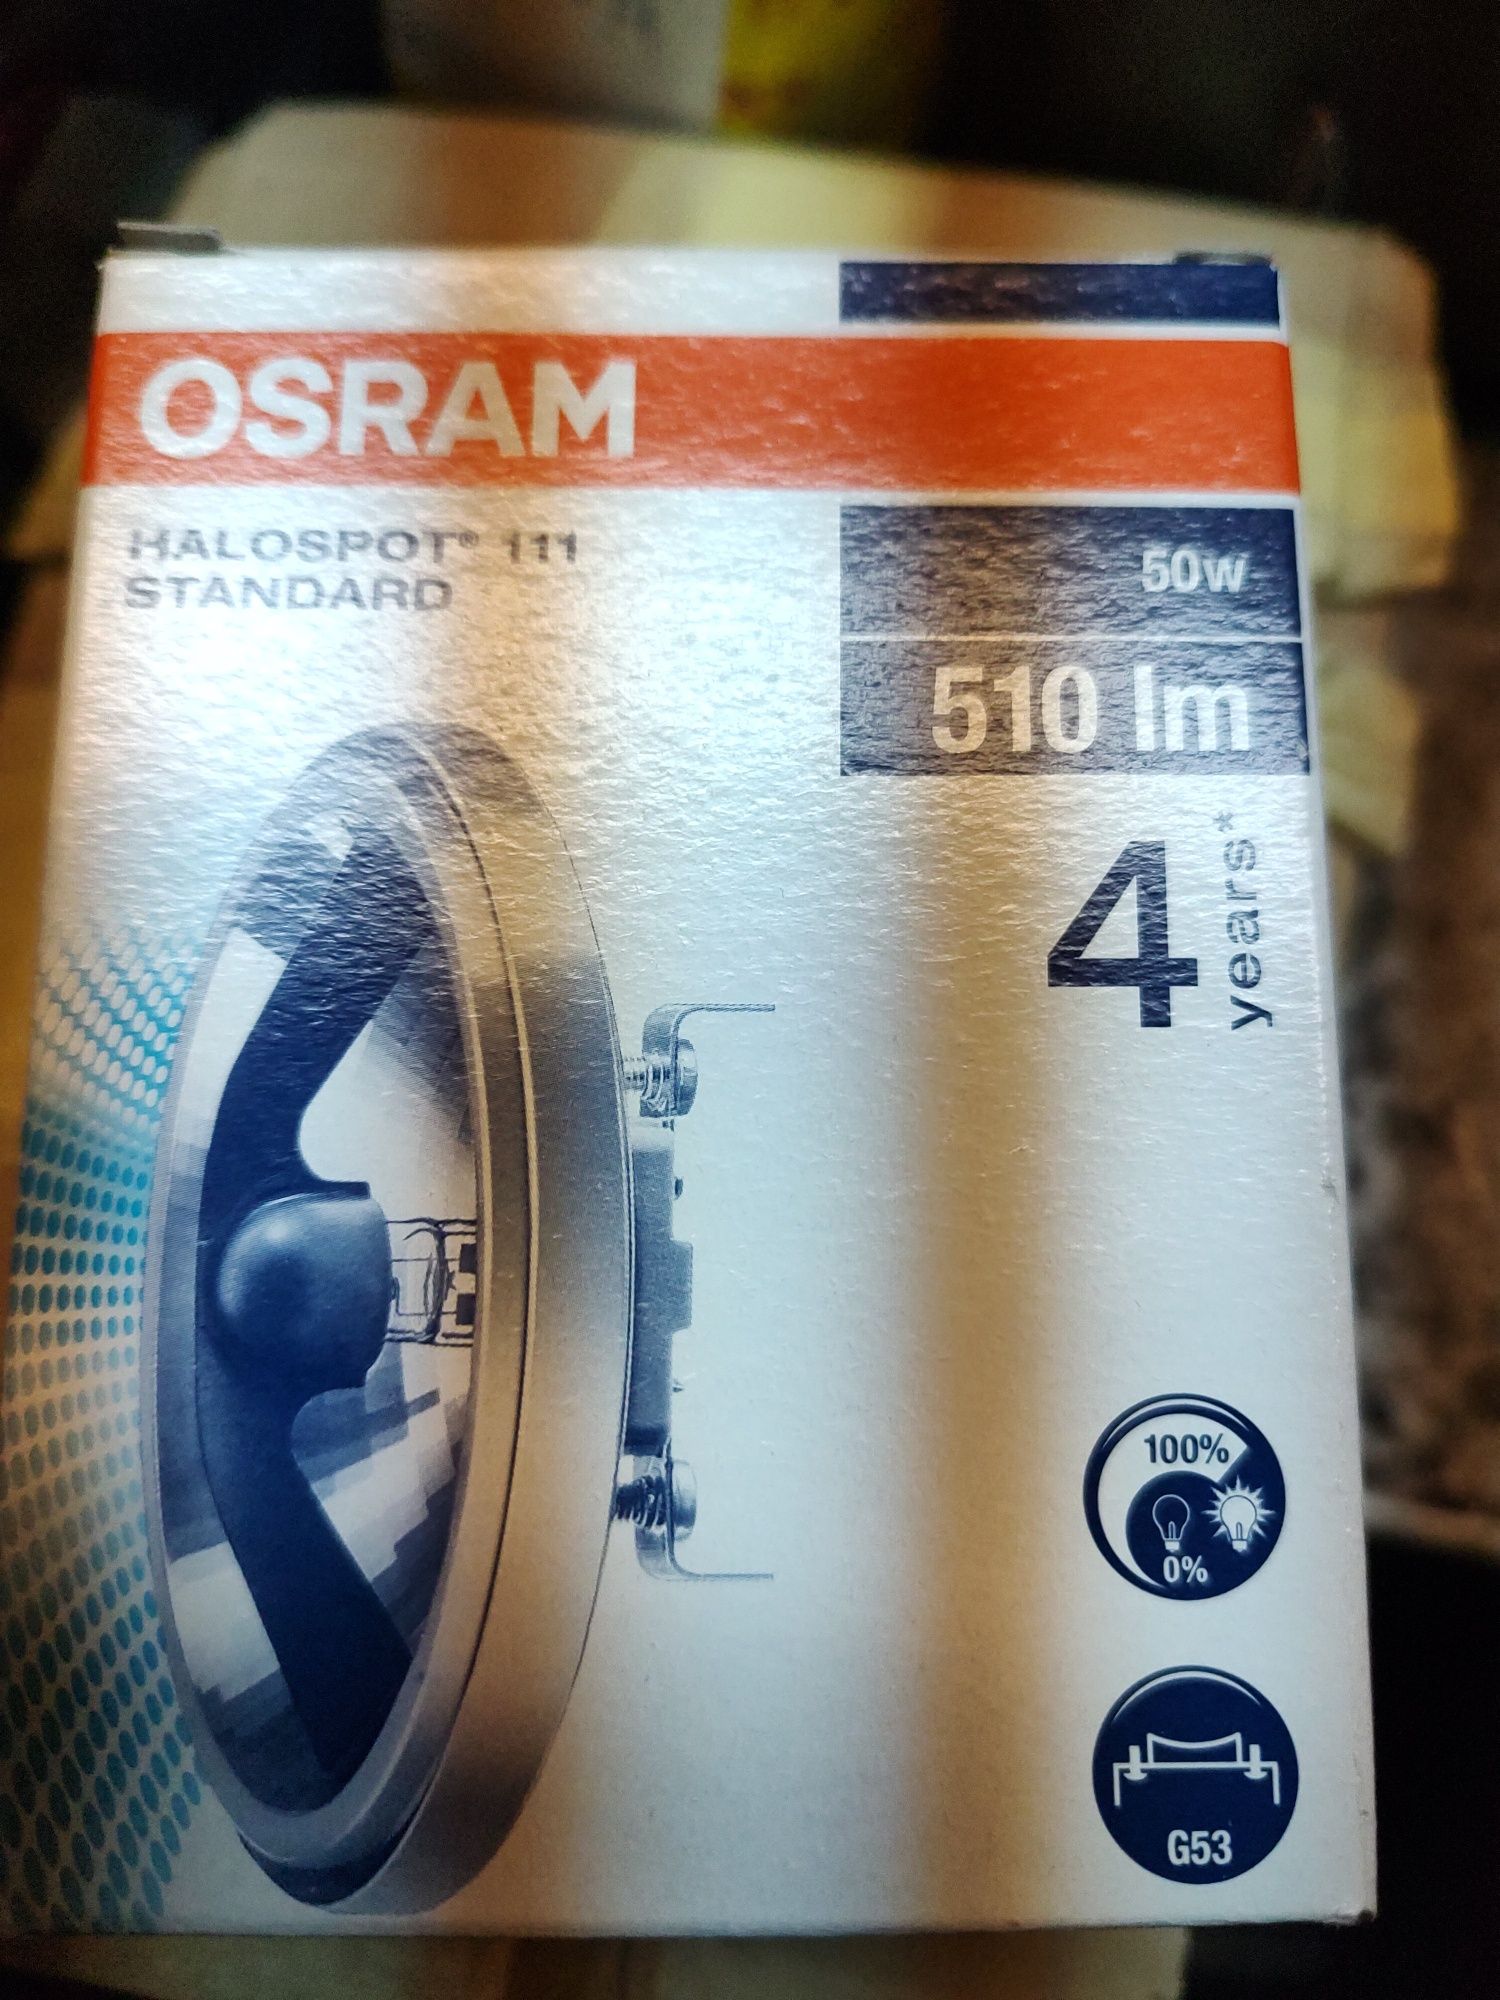 OSRAM
HALOSPOT® 111
STANDARD
50W
510 lm
4
years*
100%
0%
G53